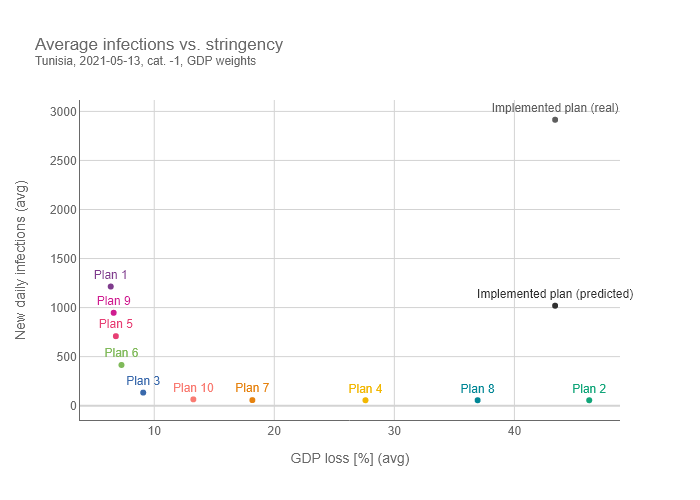 Average infections vs. stringency
Tunisia, 2021-05-13, cat. -1, GDP weights
3000
2500
2000
1500
1000
500
0
New daily infections (avg)
Implemented plan (real)
Plan 1
Implemented plan (predicted)
Plan 9
Plan 5
Plan 6
Plan 3
Plan 10
Plan 7
Plan 4
Plan 8
Plan 2
10
20
30
40
GDP loss [%] (avg)